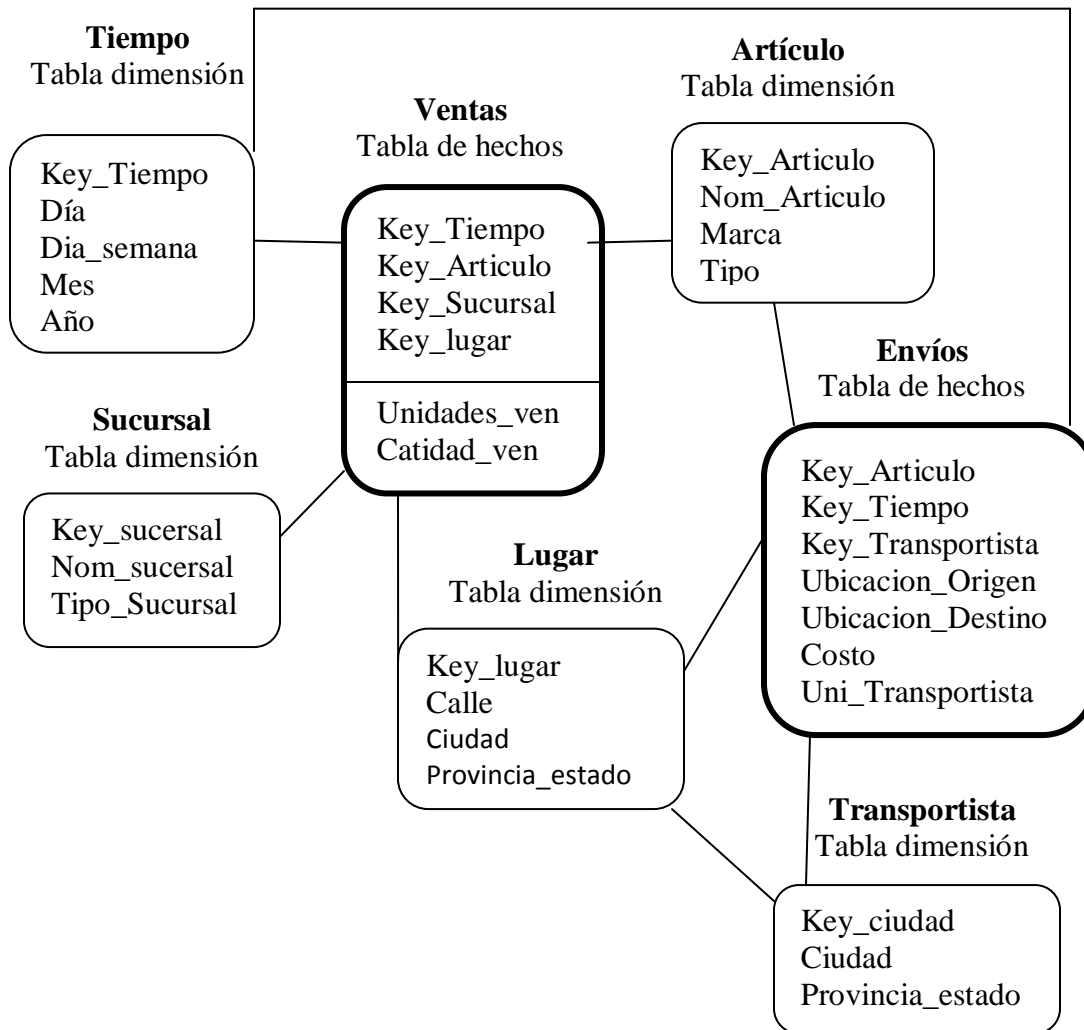 Tiempo
Tabla dimensión
Key_Tiempo
Día
Dia_semana
Mes
Año
Ventas
Tabla de hechos
Key_Tiempo
Key_Articulo
Key_Sucursal
Key_lugar
Unidades_ven
Catidad_ven
Artículo
Tabla dimensión
Key_Articulo
Nom_Articulo
Marca
Tipo
Sucursal
Tabla dimensión
Key_sucersal
Nom_sucersal
Tipo_Sucursal
Lugar
Tabla dimensión
Key_lugar
Calle
Ciudad
Provincia_estado
Envíos
Tabla de hechos
Key_Articulo
Key_Tiempo
Key_Transportista
Ubicacion_Origen
Ubicacion_Destino
Costo
Uni_Transportista
Transportista
Tabla dimensión
Key_ciudad
Ciudad
Provincia_estado